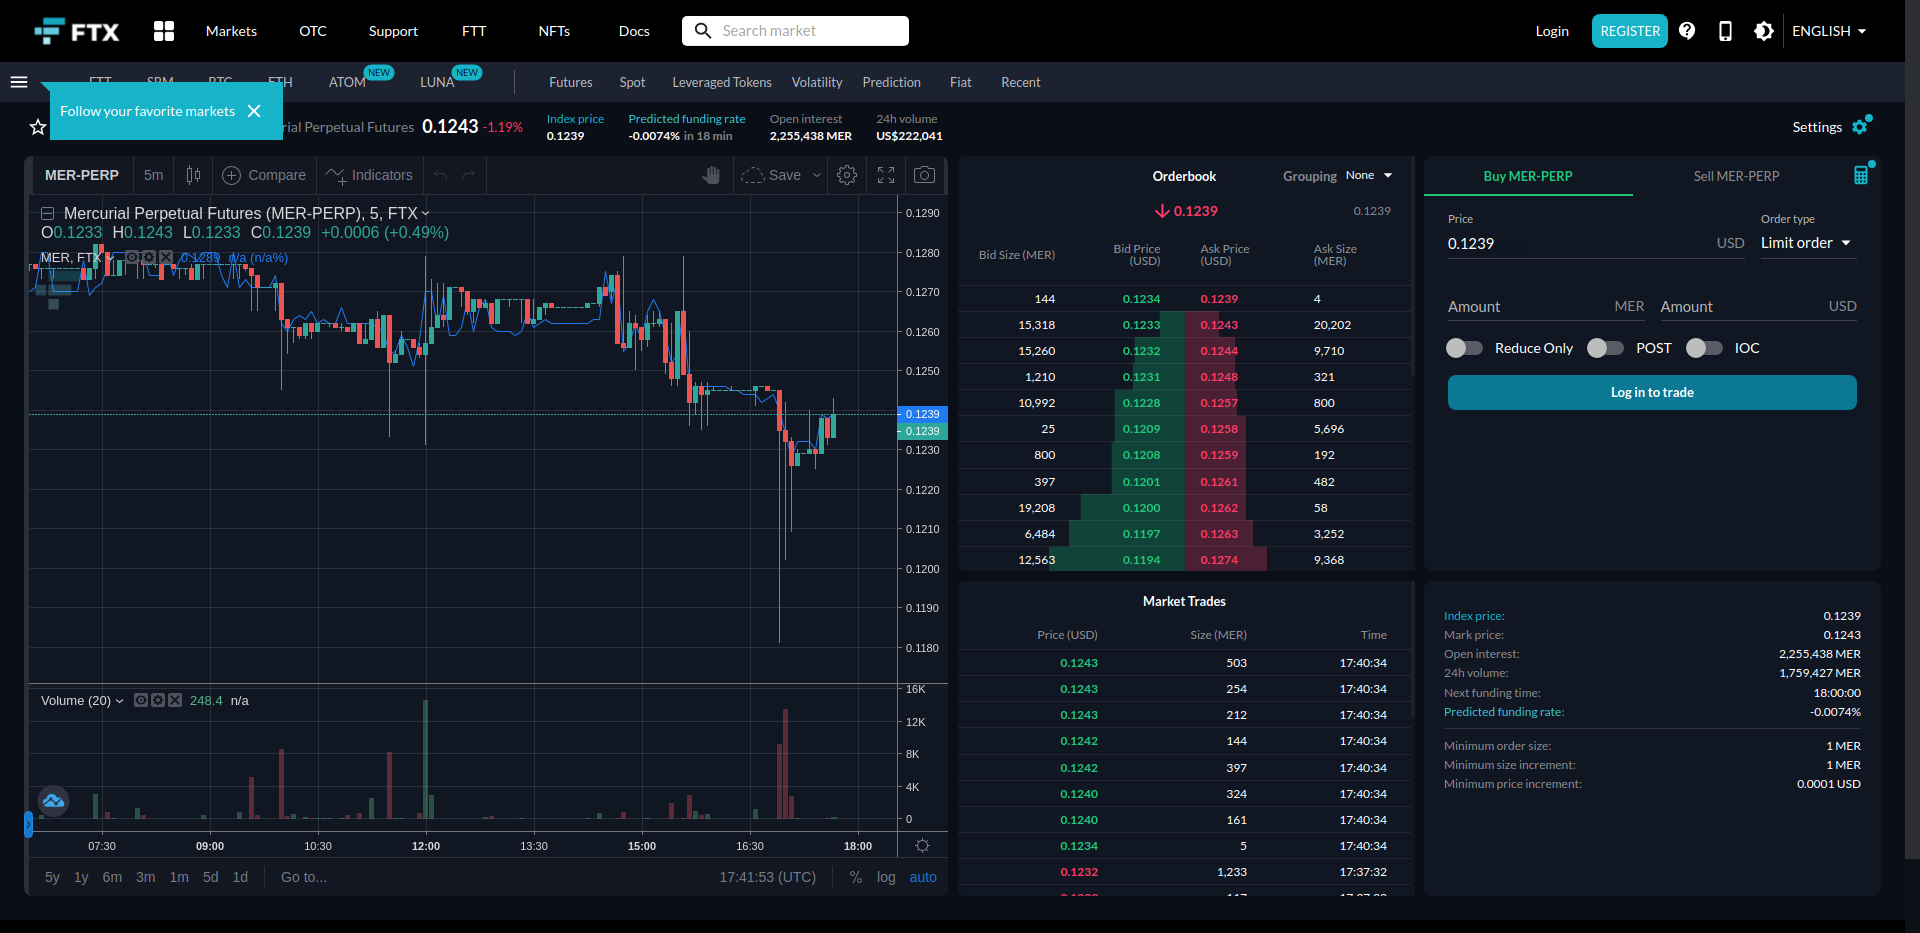 FTX Markets OTC Support FTT NFTs Docs Search market Login REGISTER ENGLISH
ATOM NEW LUNA NEW Futures Spot Leveraged Tokens Volatility Prediction Fiat Recent
Follow your favorite markets
Perpetual Futures 0.1243 -1.19%
Index price
0.1239
Predicted funding rate
-0.0074% in 18 min
Open interest
2,255,438 MER
24h volume
US$222,041
Settings
MER-PERP 5m Compare Indicators Save
Mercurial Perpetual Futures (MER-PERP), 5, FTX
O0.1233 H0.1243 L0.1233 C0.1239 +0.0006 (+0.49%)
MER, FTX 0.1289 n/a (n/a%)
0.1290
0.1280
0.1270
0.1260
0.1250
0.1239
0.1239
0.1230
0.1220
0.1210
0.1200
0.1190
0.1180
Volume (20) 248.4 n/a
16K
12K
8K
4K
0
07:30 09:00 10:30 12:00 13:30 15:00 16:30 18:00
5y 1y 6m 3m 1m 5d 1d Go to... 17:41:53 (UTC) % log auto
Orderbook Grouping None
0.1239 0.1239
Bid Size (MER) Bid Price (USD) Ask Price (USD) Ask Size (MER)
144 0.1234 0.1239 4
15,318 0.1233 0.1243 20,202
15,260 0.1232 0.1244 9,710
1,210 0.1231 0.1248 321
10,992 0.1228 0.1257 800
25 0.1209 0.1258 5,696
800 0.1208 0.1259 192
397 0.1201 0.1261 482
19,208 0.1200 0.1262 58
6,484 0.1197 0.1263 3,252
12,563 0.1194 0.1274 9,368
Market Trades
Price (USD) Size (MER) Time
0.1243 503 17:40:34
0.1243 254 17:40:34
0.1243 212 17:40:34
0.1242 144 17:40:34
0.1242 397 17:40:34
0.1240 324 17:40:34
0.1240 161 17:40:34
0.1234 5 17:40:34
0.1232 1,233 17:37:32
Buy MER-PERP Sell MER-PERP
Price Order type
0.1239 USD Limit order
Amount MER Amount USD
Reduce Only POST IOC
Log in to trade
Index price: 0.1239
Mark price: 0.1243
Open interest: 2,255,438 MER
24h volume: 1,759,427 MER
Next funding time: 18:00:00
Predicted funding rate: -0.0074%
Minimum order size: 1 MER
Minimum size increment: 1 MER
Minimum price increment: 0.0001 USD